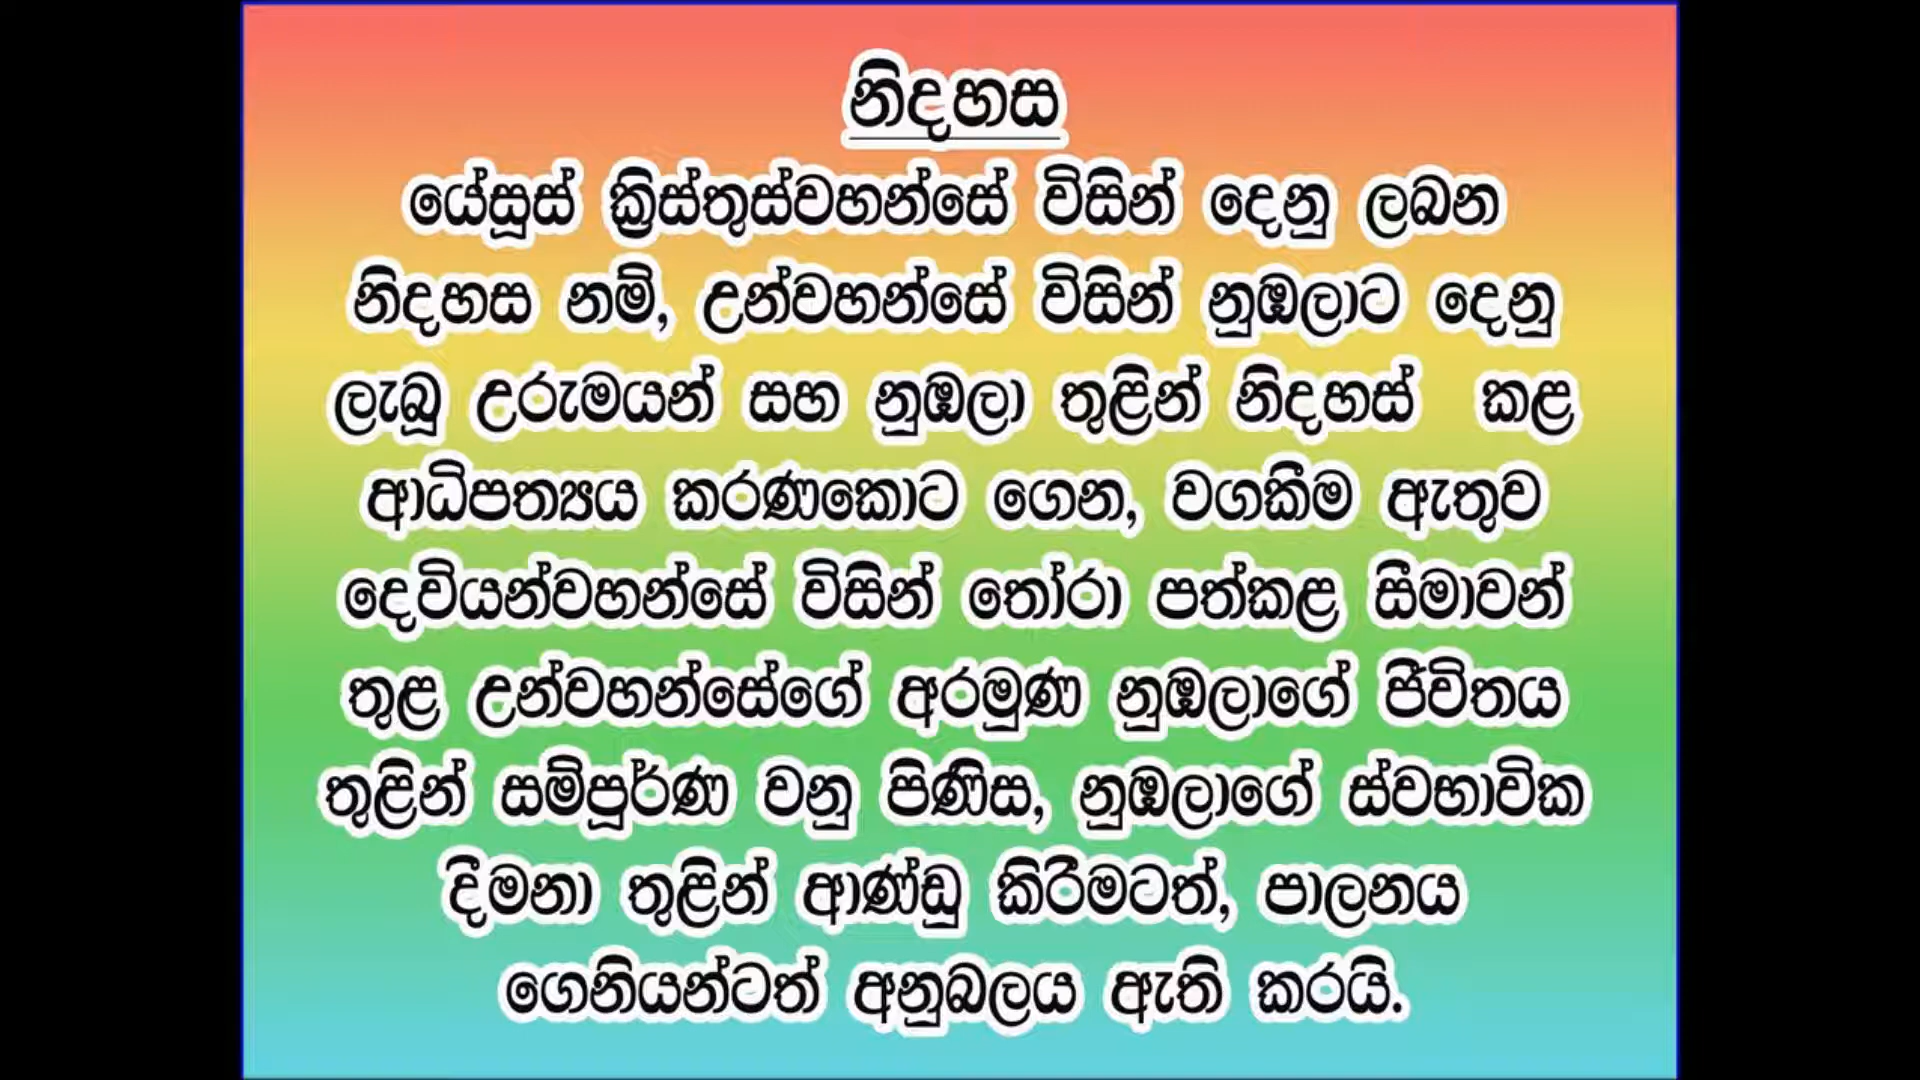 නිදහස
යේසූස් ක්‍රිස්තුස්වහන්සේ විසින් දෙනු ලබන
නිදහස නම්, උන්වහන්සේ විසින් නුඹලාට දෙනු
ලැබූ උරුමයන් සහ නුඹලා තුළින් නිදහස් කළ
ආධිපත්‍යය කරණකොට ගෙන, වගකීම ඇතුව
දෙවියන්වහන්සේ විසින් තෝරා පත්කළ සීමාවන්
තුළ උන්වහන්සේගේ අරමුණ නුඹලාගේ ජීවිතය
තුළින් සම්පූර්ණ වනු පිණිස, නුඹලාගේ ස්වභාවික
දීමනා තුළින් ආණ්ඩු කිරීමටත්, පාලනය
ගෙනියන්ටත් අනුබලය ඇති කරයි.